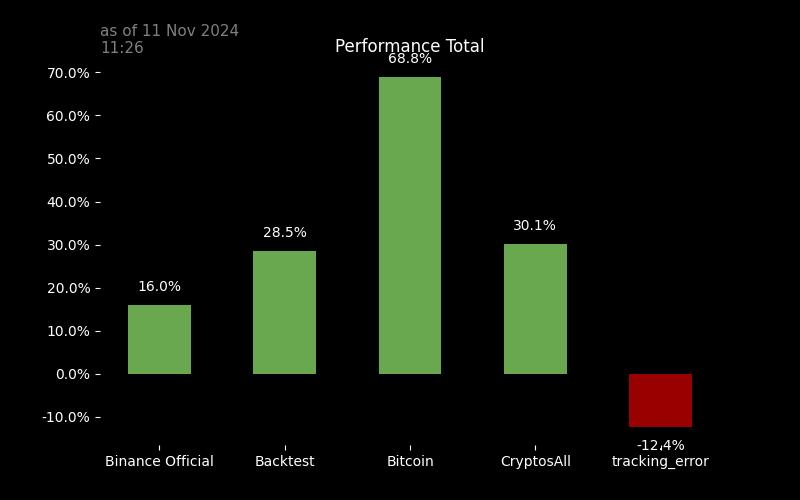 as of 11 Nov 2024
11:26
Performance Total
70.0%
60.0%
50.0%
40.0%
30.0%
20.0%
10.0%
0.0%
-10.0%
16.0%
28.5%
68.8%
30.1%
-12.4%
Binance Official
Backtest
Bitcoin
CryptosAll
tracking_error